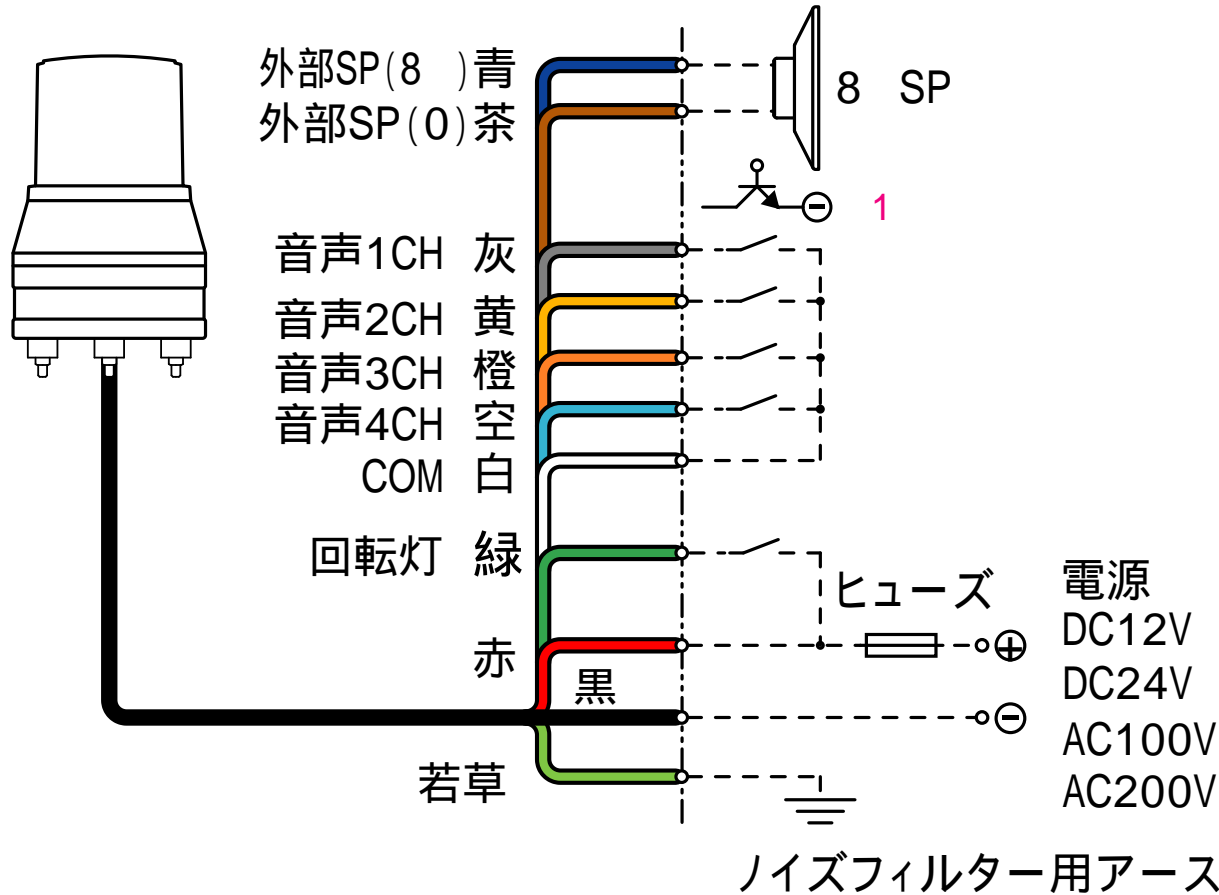 外部SP(8　)青
外部SP(0)茶
8　SP
1
音声1CH 灰
音声2CH 黄
音声3CH 橙
音声4CH 空
COM 白
回転灯 緑
ヒューズ
電源
DC12V
DC24V
AC100V
AC200V
赤
黒
若草
ノイズフィルター用アース